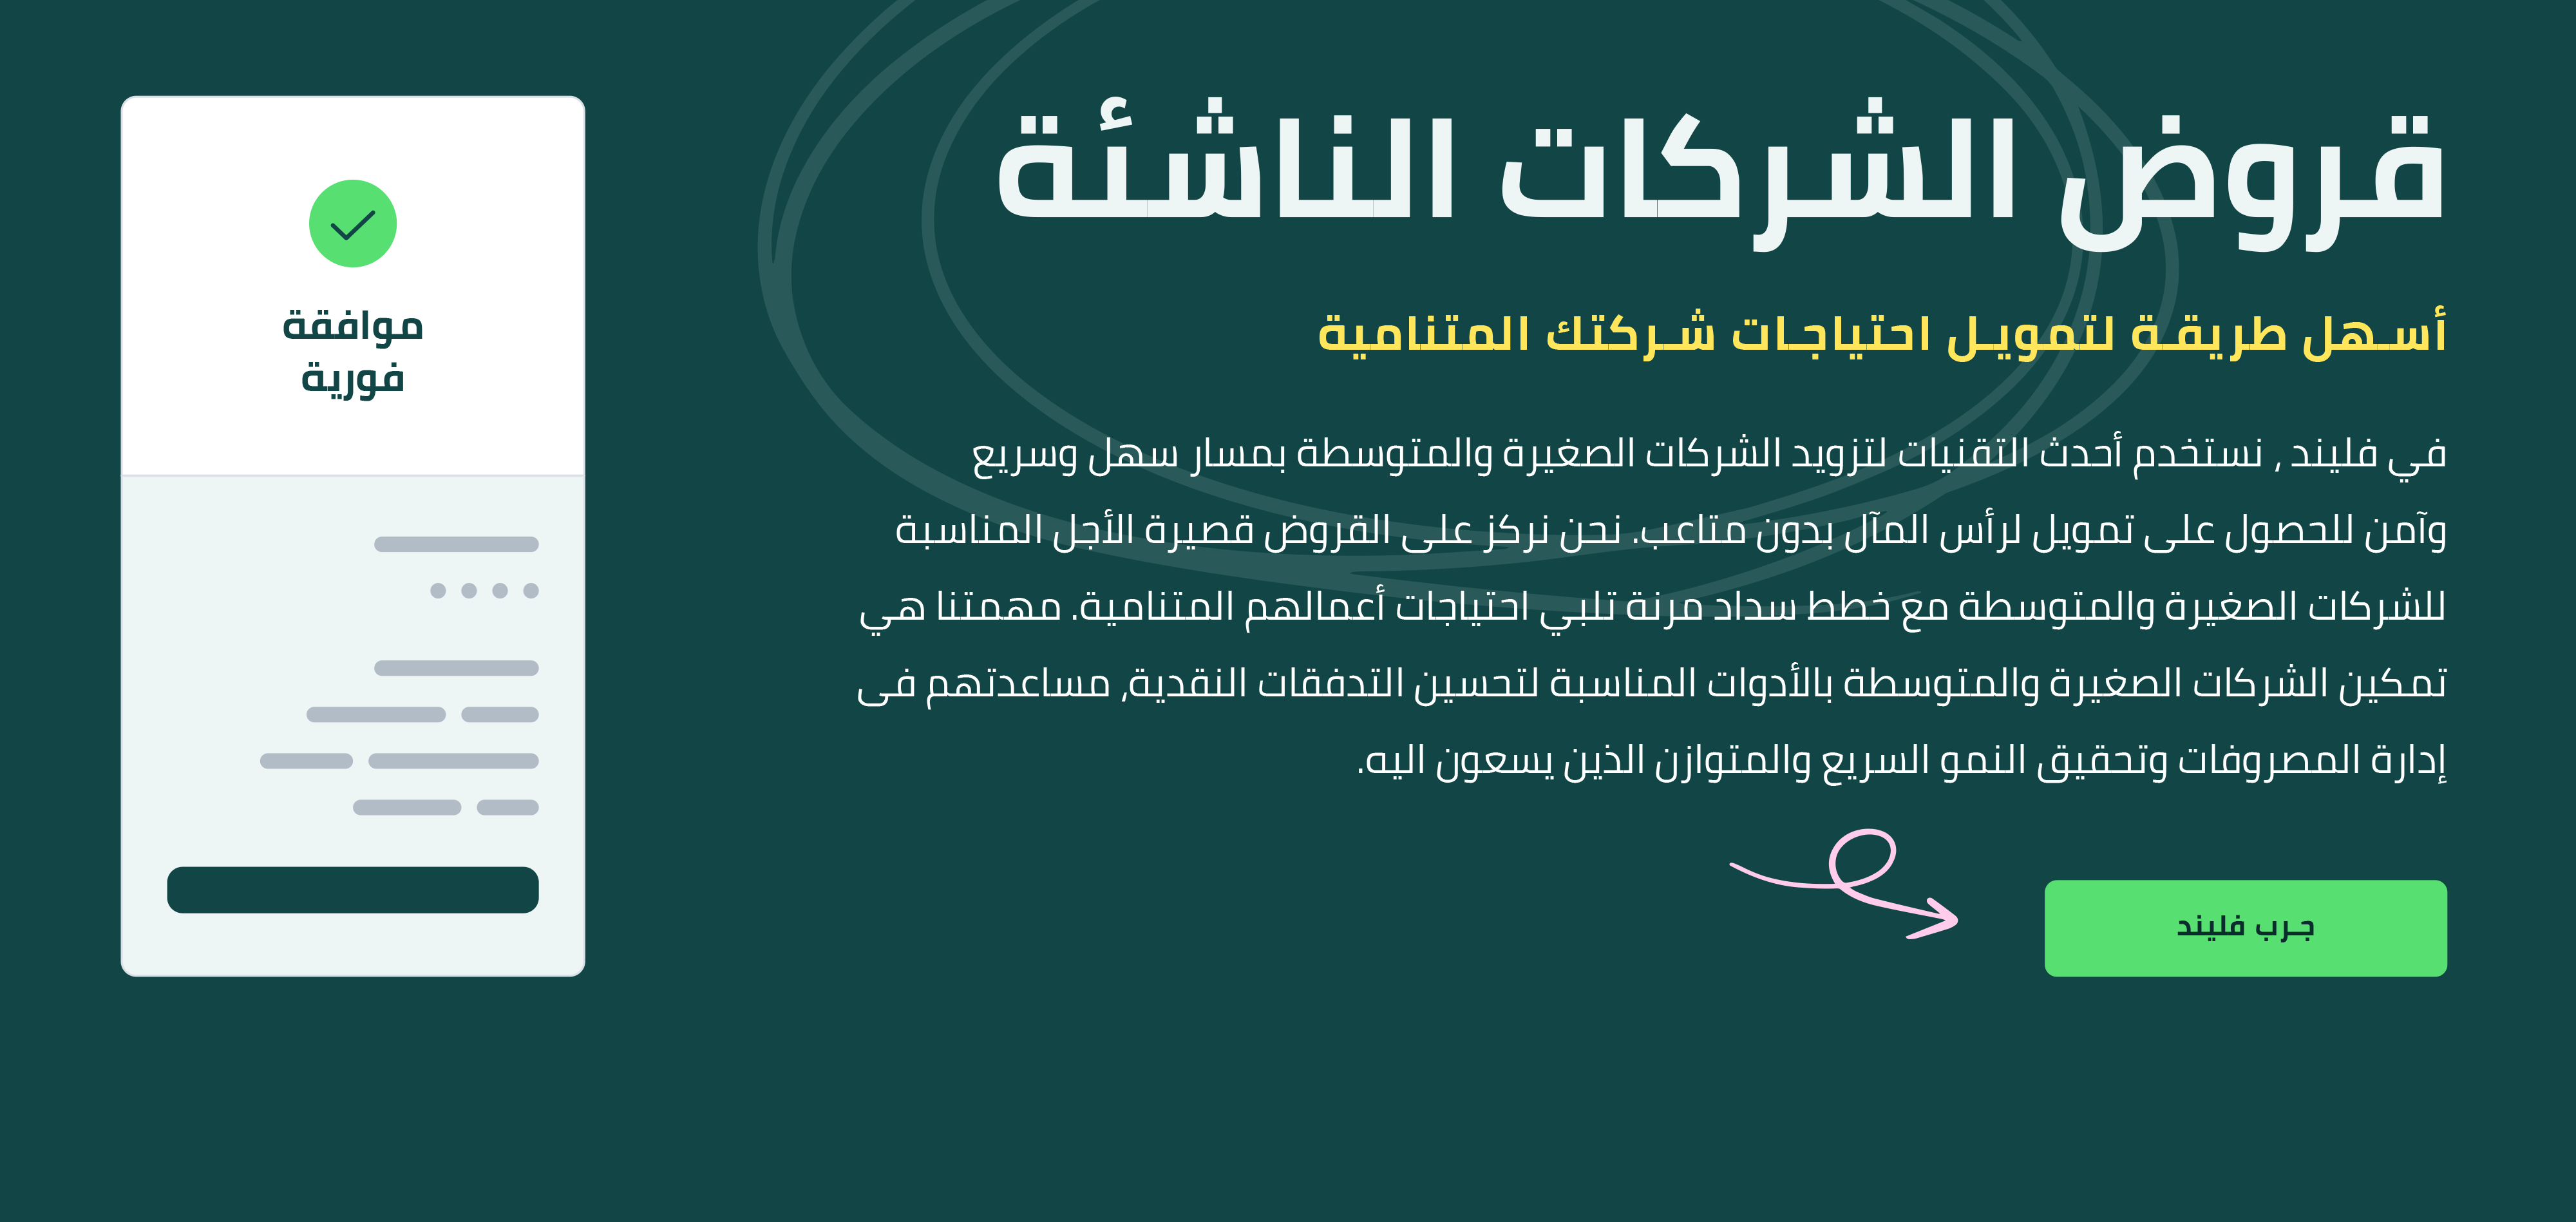 قروض الشركات الناشئة
أسهل طريقة لتمويل احتياجات شركتك المتنامية
في فليند ، نستخدم أحدث التقنيات لتزويد الشركات الصغيرة والمتوسطة بمسار سهل وسريع
وآمن للحصول على تمويل لرأس المآل بدون متاعب. نحن نركز على القروض قصيرة الأجل المناسبة
للشركات الصغيرة والمتوسطة مع خطط سداد مرنة تلبي احتياجات أعمالهم المتنامية. مهمتنا هي
تمكين الشركات الصغيرة والمتوسطة بالأدوات المناسبة لتحسين التدفقات النقدية، مساعدتهم فى
إدارة المصروفات وتحقيق النمو السريع والمتوازن الذين يسعون اليه.
جرب فليند
موافقة
فورية